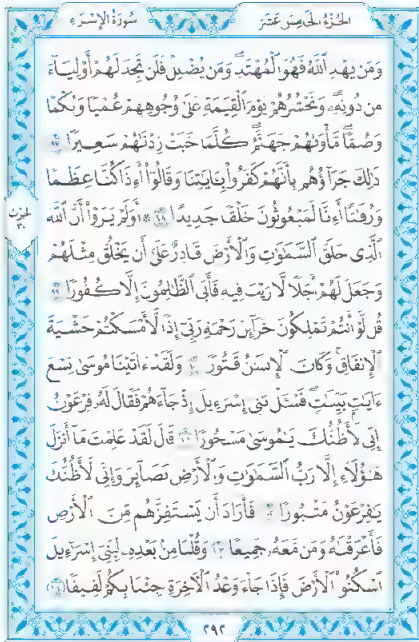 الجزء الخامس عشر
سورة الإسراء
وَمَن يَهْدِ ٱللَّهُ فَهُوَ ٱلْمُهْتَدِ وَمَن يُضْلِلْ فَلَن تَجِدَ لَهُمْ أَوْلِيَآءَ
مِن دُونِهِۦ وَنَحْشُرُهُمْ يَوْمَ ٱلْقِيَٰمَةِ عَلَىٰ وُجُوهِهِمْ عُمْيًا وَبُكْمًا
وَصُمًّا مَّأْوَىٰهُمْ جَهَنَّمُ كُلَّمَا خَبَتْ زِدْنَٰهُمْ سَعِيرًا ٩٧
ذَٰلِكَ جَزَآؤُهُم بِأَنَّهُمْ كَفَرُوا۟ بِـَٔايَٰتِنَا وَقَالُوٓا۟ أَءِذَا كُنَّا عِظَٰمًا
وَرُفَٰتًا أَءِنَّا لَمَبْعُوثُونَ خَلْقًا جَدِيدًا ٩٨ ۞ أَوَلَمْ يَرَوْا۟ أَنَّ ٱللَّهَ
ٱلَّذِى خَلَقَ ٱلسَّمَٰوَٰتِ وَٱلْأَرْضَ قَادِرٌ عَلَىٰٓ أَن يَخْلُقَ مِثْلَهُمْ
وَجَعَلَ لَهُمْ أَجَلًا لَّا رَيْبَ فِيهِ فَأَبَى ٱلظَّٰلِمُونَ إِلَّا كُفُورًا ٩٩
قُل لَّوْ أَنتُمْ تَمْلِكُونَ خَزَآئِنَ رَحْمَةِ رَبِّىٓ إِذًا لَّأَمْسَكْتُمْ خَشْيَةَ
ٱلْإِنفَاقِ وَكَانَ ٱلْإِنسَٰنُ قَتُورًا ١٠٠ وَلَقَدْ ءَاتَيْنَا مُوسَىٰ تِسْعَ
ءَايَٰتٍۭ بَيِّنَٰتٍ فَسْـَٔلْ بَنِىٓ إِسْرَٰٓءِيلَ إِذْ جَآءَهُمْ فَقَالَ لَهُۥ فِرْعَوْنُ
إِنِّى لَأَظُنُّكَ يَٰمُوسَىٰ مَسْحُورًا ١٠١ قَالَ لَقَدْ عَلِمْتَ مَآ أَنزَلَ
هَٰٓؤُلَآءِ إِلَّا رَبُّ ٱلسَّمَٰوَٰتِ وَٱلْأَرْضِ بَصَآئِرَ وَإِنِّى لَأَظُنُّكَ
يَٰفِرْعَوْنُ مَثْبُورًا ١٠٢ فَأَرَادَ أَن يَسْتَفِزَّهُم مِّنَ ٱلْأَرْضِ
فَأَغْرَقْنَٰهُ وَمَن مَّعَهُۥ جَمِيعًا ١٠٣ وَقُلْنَا مِنۢ بَعْدِهِۦ لِبَنِىٓ إِسْرَٰٓءِيلَ
ٱسْكُنُوا۟ ٱلْأَرْضَ فَإِذَا جَآءَ وَعْدُ ٱلْـَٔاخِرَةِ جِئْنَا بِكُمْ لَفِيفًا ١٠٤
الحزب
٣٠
٢٩٢